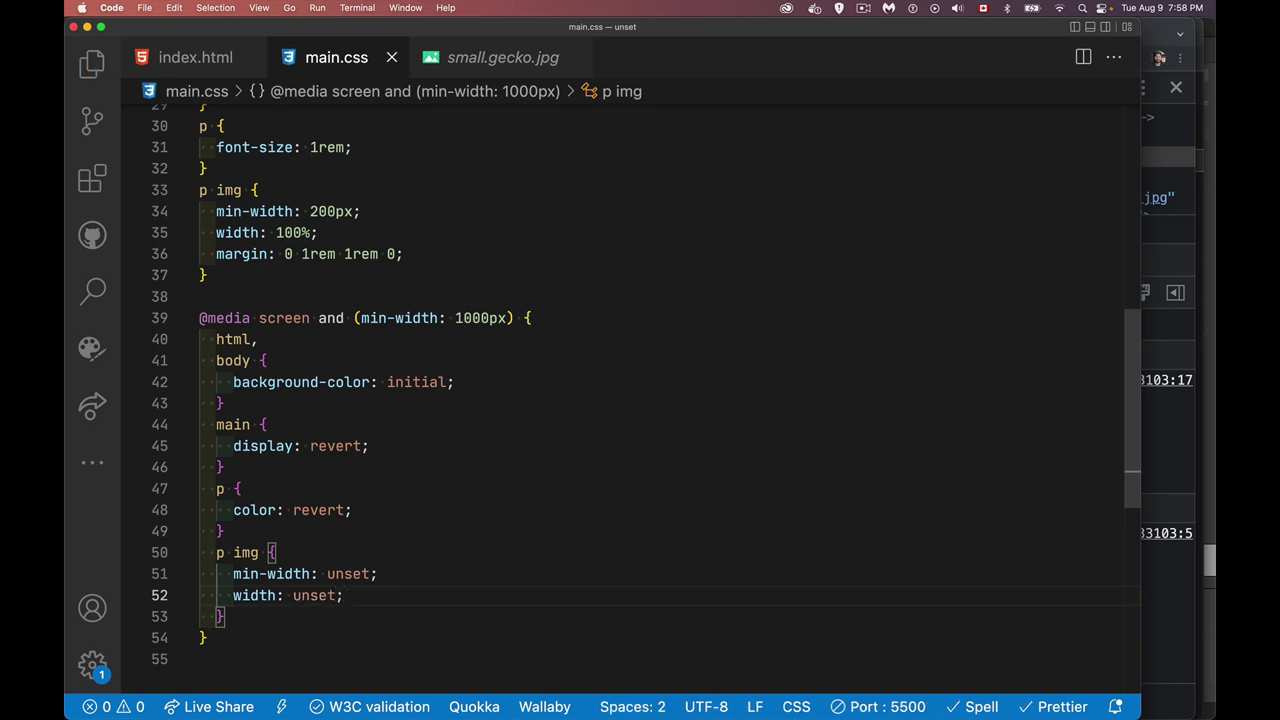 Code File Edit Selection View Go Run Terminal Window Help Tue Aug 9 7:58 PM
main.css — unset
index.html main.css small.gecko.jpg
main.css > {} @media screen and (min-width: 1000px) > p img
29 }
30 p {
31 font-size: 1rem;
32 }
33 p img {
34 min-width: 200px;
35 width: 100%;
36 margin: 0 1rem 1rem 0;
37 }
38
39 @media screen and (min-width: 1000px) {
40 html,
41 body {
42 background-color: initial;
43 }
44 main {
45 display: revert;
46 }
47 p {
48 color: revert;
49 }
50 p img {
51 min-width: unset;
52 width: unset;
53 }
54 }
55
->
jpg"
3103:17
33103:5
1
0 0 Live Share W3C validation Quokka Wallaby Spaces: 2 UTF-8 LF CSS Port : 5500 Spell Prettier